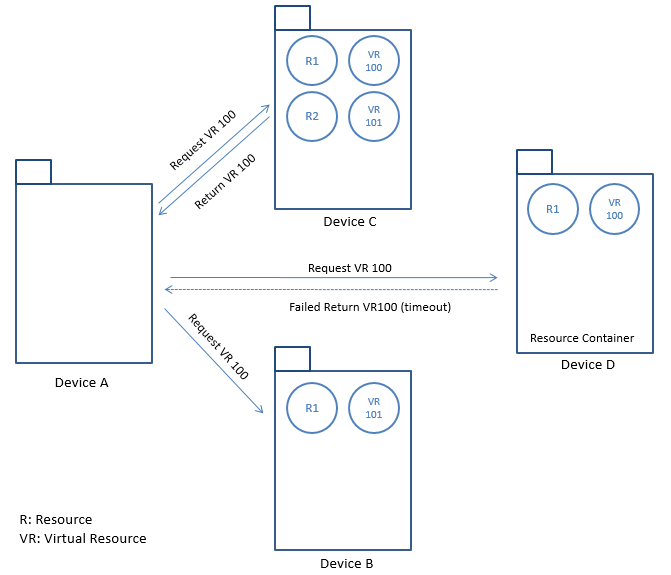 R1
VR
100
R2
VR
101
Request VR 100
Return VR 100
Device C
R1
VR
100
Request VR 100
Failed Return VR100 (timeout)
Resource Container
Device D
Request VR 100
Device A
R1
VR
101
R: Resource
VR: Virtual Resource
Device B